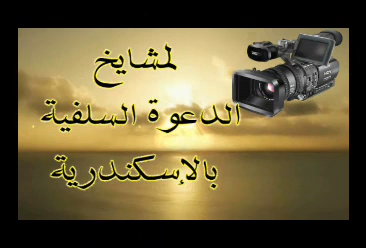 لمشايخ
الدعوة السلفية
بالإسكندرية